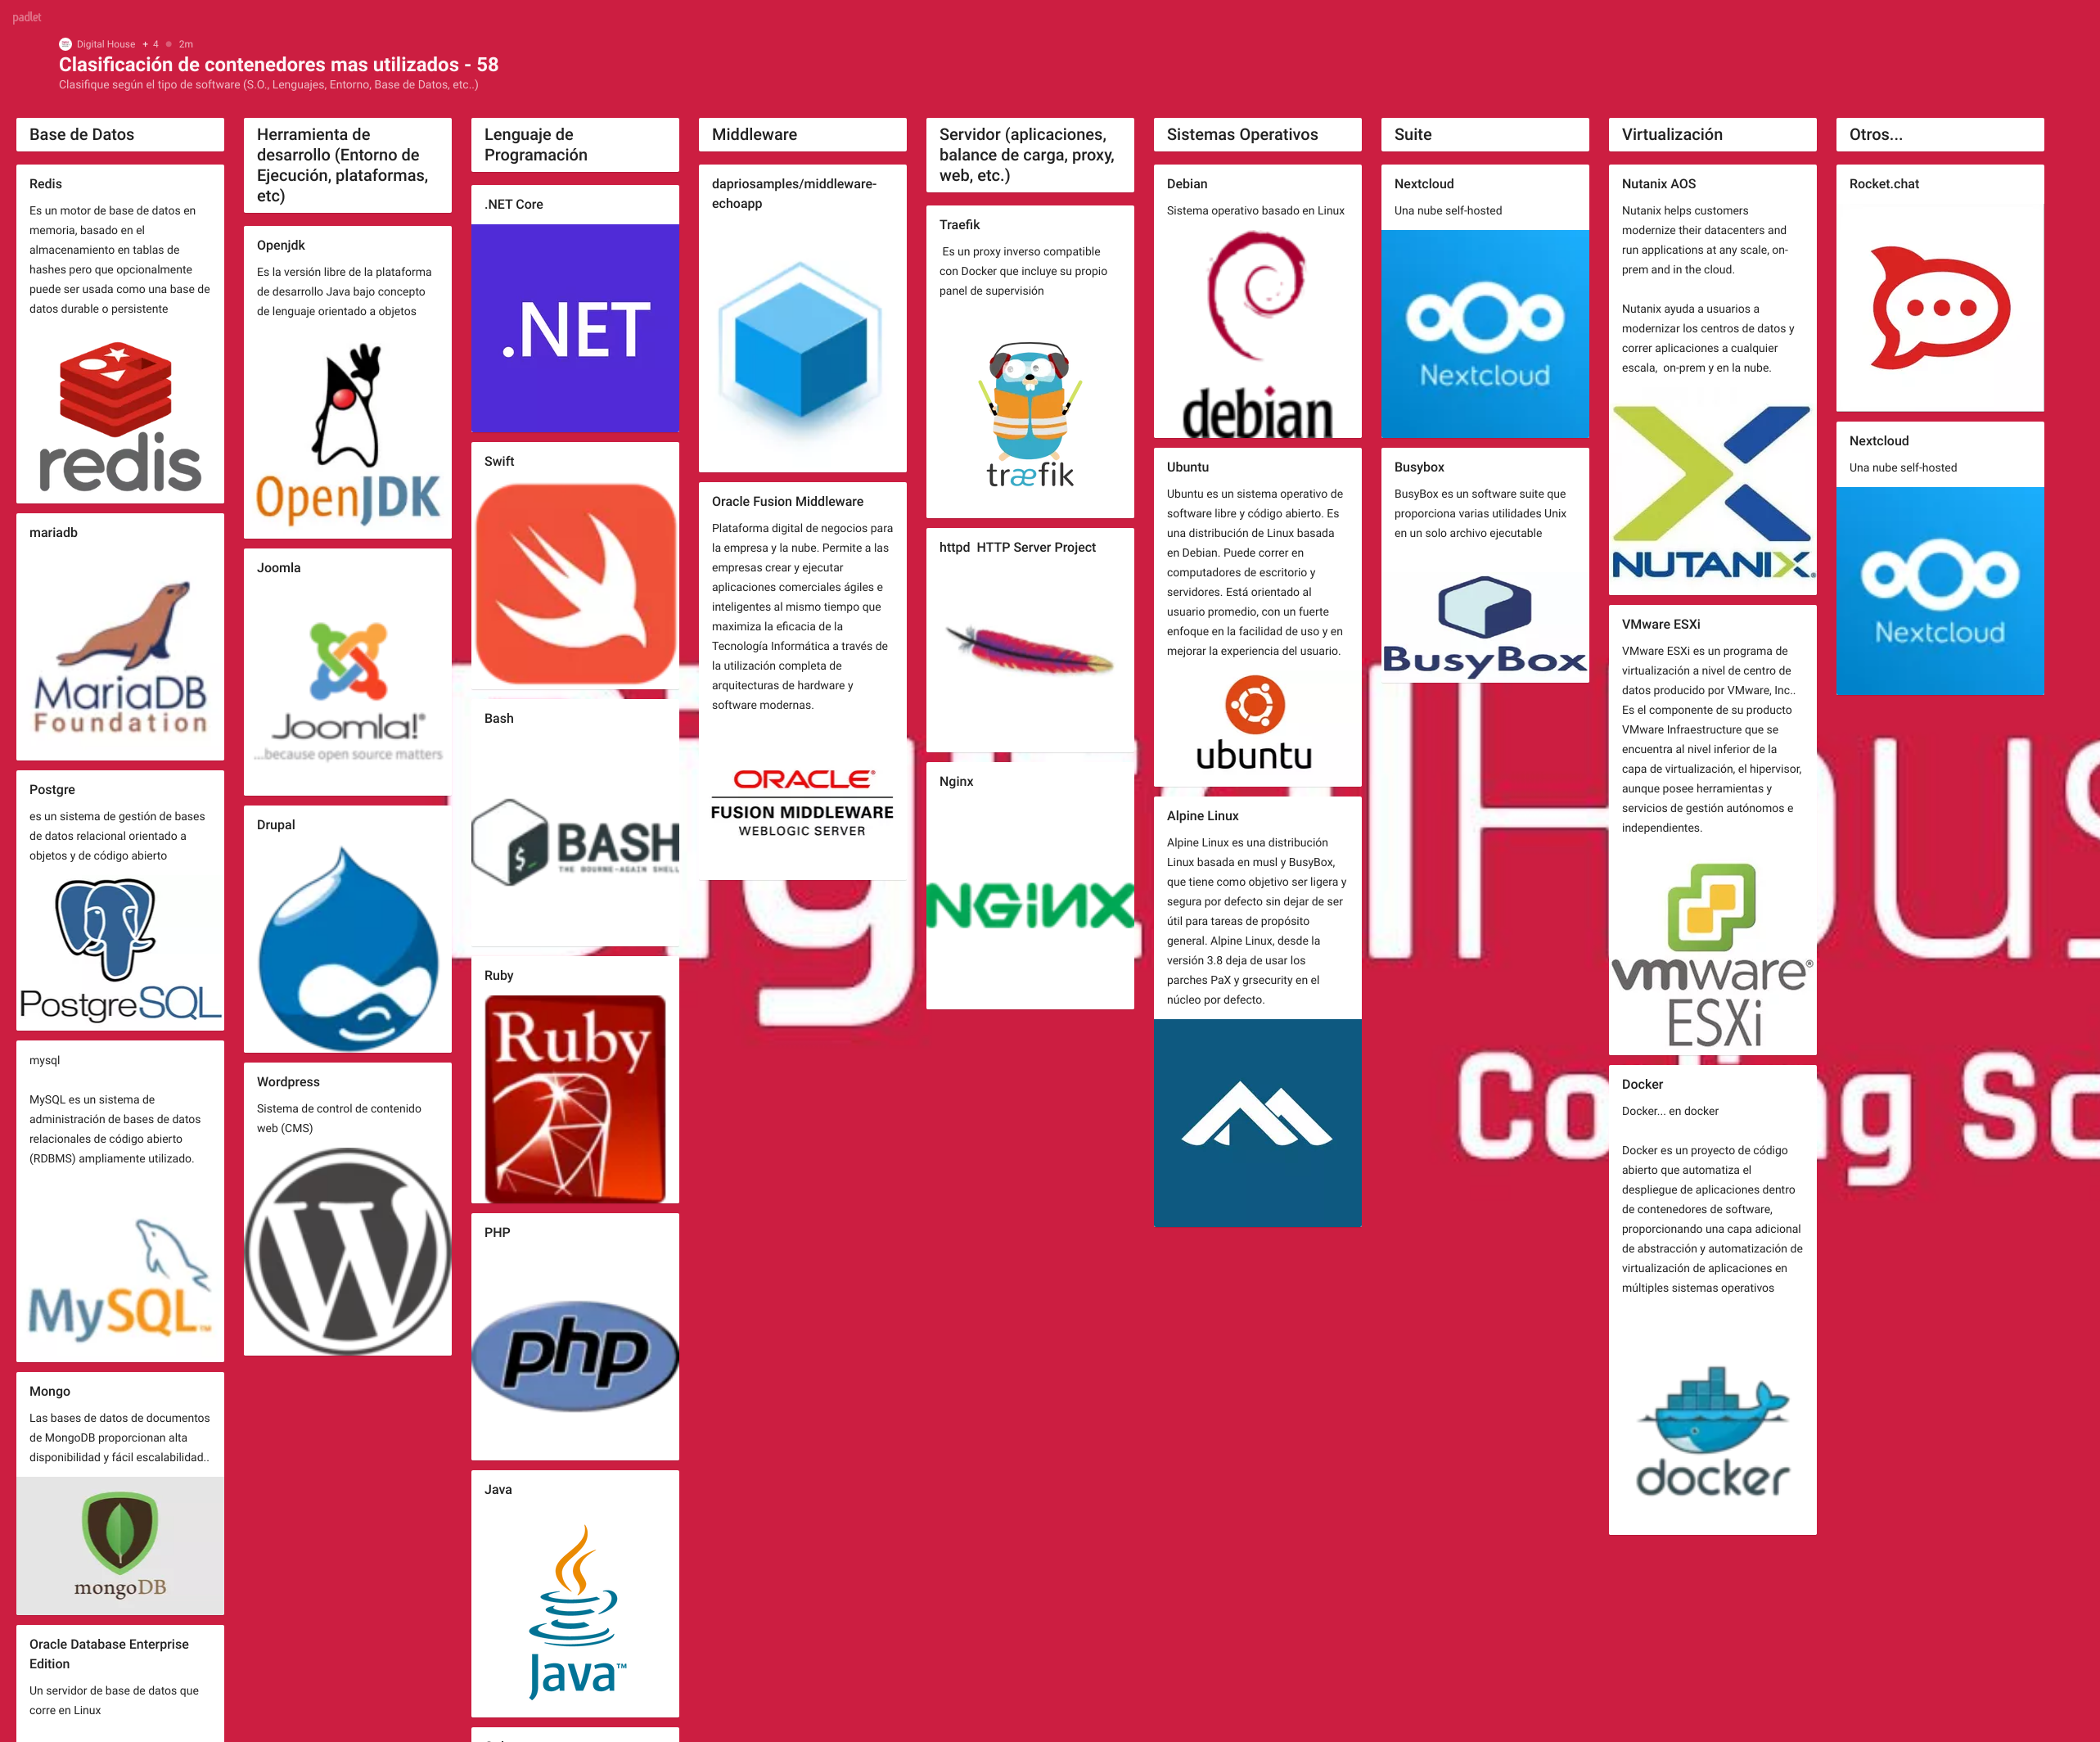 padlet
Digital House + 4 2m
Clasificación de contenedores mas utilizados - 58
Clasifique según el tipo de software (S.O., Lenguajes, Entorno, Base de Datos, etc..)
Base de Datos
Redis
Es un motor de base de datos en
memoria, basado en el
almacenamiento en tablas de
hashes pero que opcionalmente
puede ser usada como una base de
datos durable o persistente
redis
mariadb
MariaDB
Foundation
Postgre
es un sistema de gestión de bases
de datos relacional orientado a
objetos y de código abierto
PostgreSQL
mysql
MySQL es un sistema de
administración de bases de datos
relacionales de código abierto
(RDBMS) ampliamente utilizado.
MySQL™
Mongo
Las bases de datos de documentos
de MongoDB proporcionan alta
disponibilidad y fácil escalabilidad..
mongoDB
Oracle Database Enterprise
Edition
Un servidor de base de datos que
corre en Linux
Herramienta de
desarrollo (Entorno de
Ejecución, plataformas,
etc)
Openjdk
Es la versión libre de la plataforma
de desarrollo Java bajo concepto
de lenguaje orientado a objetos
OpenJDK
Joomla
Joomla!®
...because open source matters
Drupal
Wordpress
Sistema de control de contenido
web (CMS)
W
Lenguaje de
Programación
.NET Core
.NET
Swift
Bash
$_
BASH
THE BOURNE-AGAIN SHELL
Ruby
Ruby
PHP
php
Java
Java™
Middleware
dapriosamples/middleware-
echoapp
Oracle Fusion Middleware
Plataforma digital de negocios para
la empresa y la nube. Permite a las
empresas crear y ejecutar
aplicaciones comerciales ágiles e
inteligentes al mismo tiempo que
maximiza la eficacia de la
Tecnología Informática a través de
la utilización completa de
arquitecturas de hardware y
software modernas.
ORACLE®
FUSION MIDDLEWARE
WEBLOGIC SERVER
Servidor (aplicaciones,
balance de carga, proxy,
web, etc.)
Traefik
Es un proxy inverso compatible
con Docker que incluye su propio
panel de supervisión
træfik
httpd HTTP Server Project
Nginx
NGiNX
Sistemas Operativos
Debian
Sistema operativo basado en Linux
debian
Ubuntu
Ubuntu es un sistema operativo de
software libre y código abierto. Es
una distribución de Linux basada
en Debian. Puede correr en
computadores de escritorio y
servidores. Está orientado al
usuario promedio, con un fuerte
enfoque en la facilidad de uso y en
mejorar la experiencia del usuario.
ubuntu
Alpine Linux
Alpine Linux es una distribución
Linux basada en musl y BusyBox,
que tiene como objetivo ser ligera y
segura por defecto sin dejar de ser
útil para tareas de propósito
general. Alpine Linux, desde la
versión 3.8 deja de usar los
parches PaX y grsecurity en el
núcleo por defecto.
Suite
Nextcloud
Una nube self-hosted
Nextcloud
Busybox
BusyBox es un software suite que
proporciona varias utilidades Unix
en un solo archivo ejecutable
BusyBox
Virtualización
Nutanix AOS
Nutanix helps customers
modernize their datacenters and
run applications at any scale, on-
prem and in the cloud.
Nutanix ayuda a usuarios a
modernizar los centros de datos y
correr aplicaciones a cualquier
escala, on-prem y en la nube.
NUTANIX®
VMware ESXi
VMware ESXi es un programa de
virtualización a nivel de centro de
datos producido por VMware, Inc..
Es el componente de su producto
VMware Infraestructure que se
encuentra al nivel inferior de la
capa de virtualización, el hipervisor,
aunque posee herramientas y
servicios de gestión autónomos e
independientes.
vmware®
ESXi
Docker
Docker... en docker
Docker es un proyecto de código
abierto que automatiza el
despliegue de aplicaciones dentro
de contenedores de software,
proporcionando una capa adicional
de abstracción y automatización de
virtualización de aplicaciones en
múltiples sistemas operativos
docker
Otros...
Rocket.chat
Nextcloud
Una nube self-hosted
Nextcloud